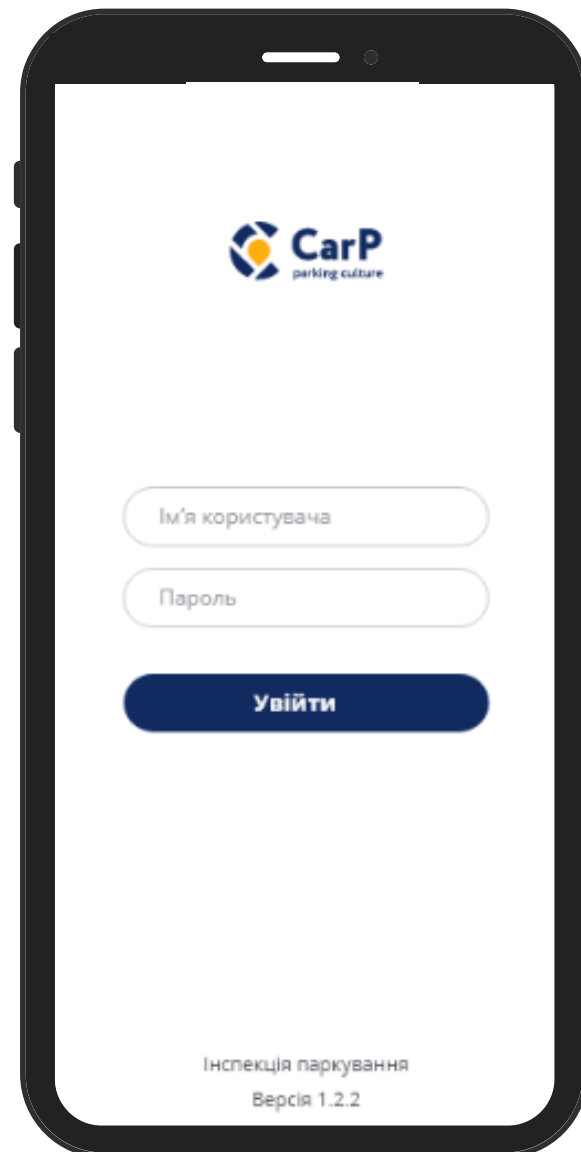 CarP
parking culture
Ім'я користувача
Пароль
Увійти
Інспекція паркування
Версія 1.2.2